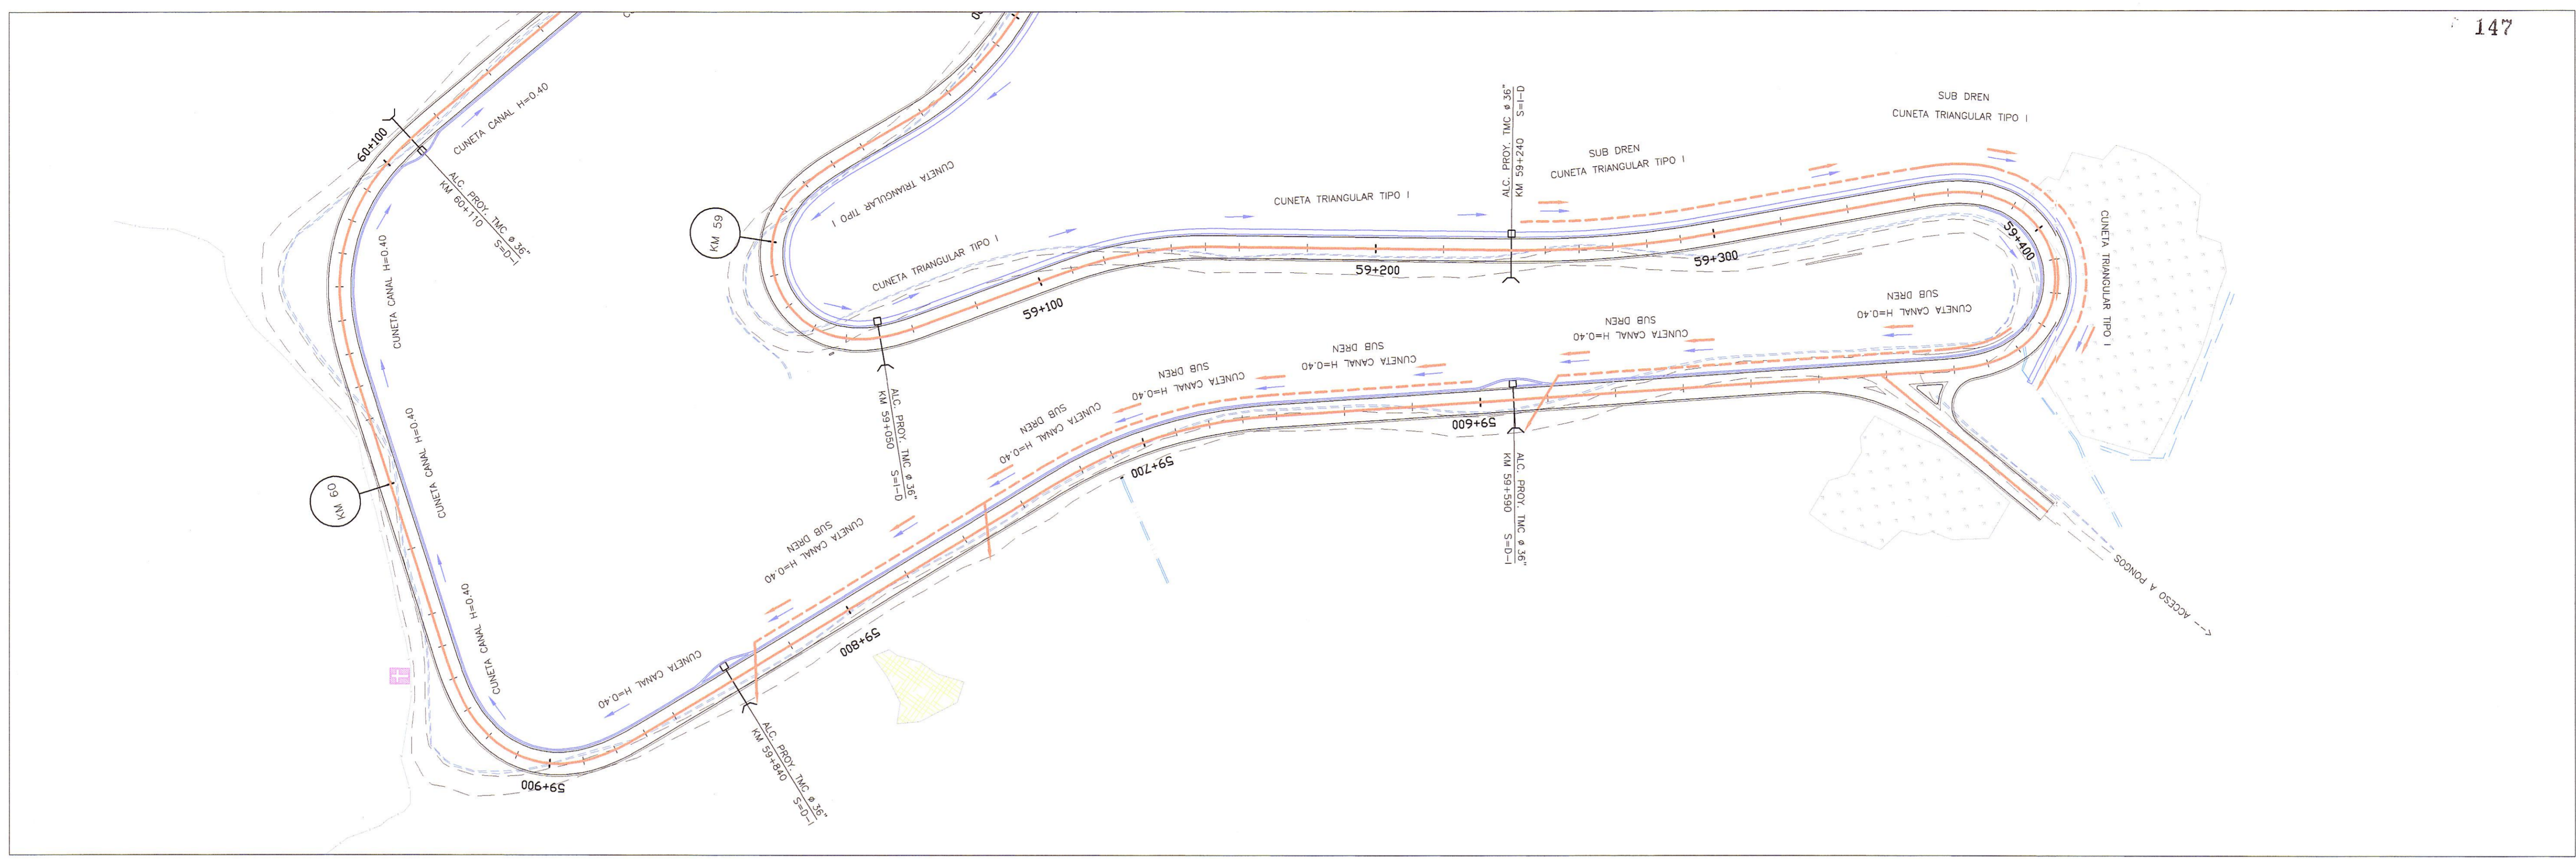 147
60+100
CUNETA CANAL H=0.40
ALC. PROY. TMC ø 36"
KM 60+110 S=D-I
CUNETA CANAL H=0.40
CUNETA CANAL H=0.40
KM 60
CUNETA CANAL H=0.40
KM 59
CUNETA TRIANGULAR TIPO I
CUNETA TRIANGULAR TIPO I
59+100
ALC. PROY. TMC ø 36"
KM 59+050 S=I-D
CUNETA TRIANGULAR TIPO I
59+200
ALC. PROY. TMC ø 36"
KM 59+240 S=I-D
SUB DREN
CUNETA TRIANGULAR TIPO I
59+300
SUB DREN
CUNETA TRIANGULAR TIPO I
59+400
CUNETA TRIANGULAR TIPO I
SUB DREN
CUNETA CANAL H=0.40
SUB DREN
CUNETA CANAL H=0.40
SUB DREN
CUNETA CANAL H=0.40
59+600
ALC. PROY. TMC ø 36"
KM 59+590 S=D-I
ACCESO A PONGOS -->
SUB DREN
CUNETA CANAL H=0.40
SUB DREN
CUNETA CANAL H=0.40
59+700
SUB DREN
CUNETA CANAL H=0.40
59+800
CUNETA CANAL H=0.40
ALC. PROY. TMC ø 36"
KM 59+840 S=D-I
59+900